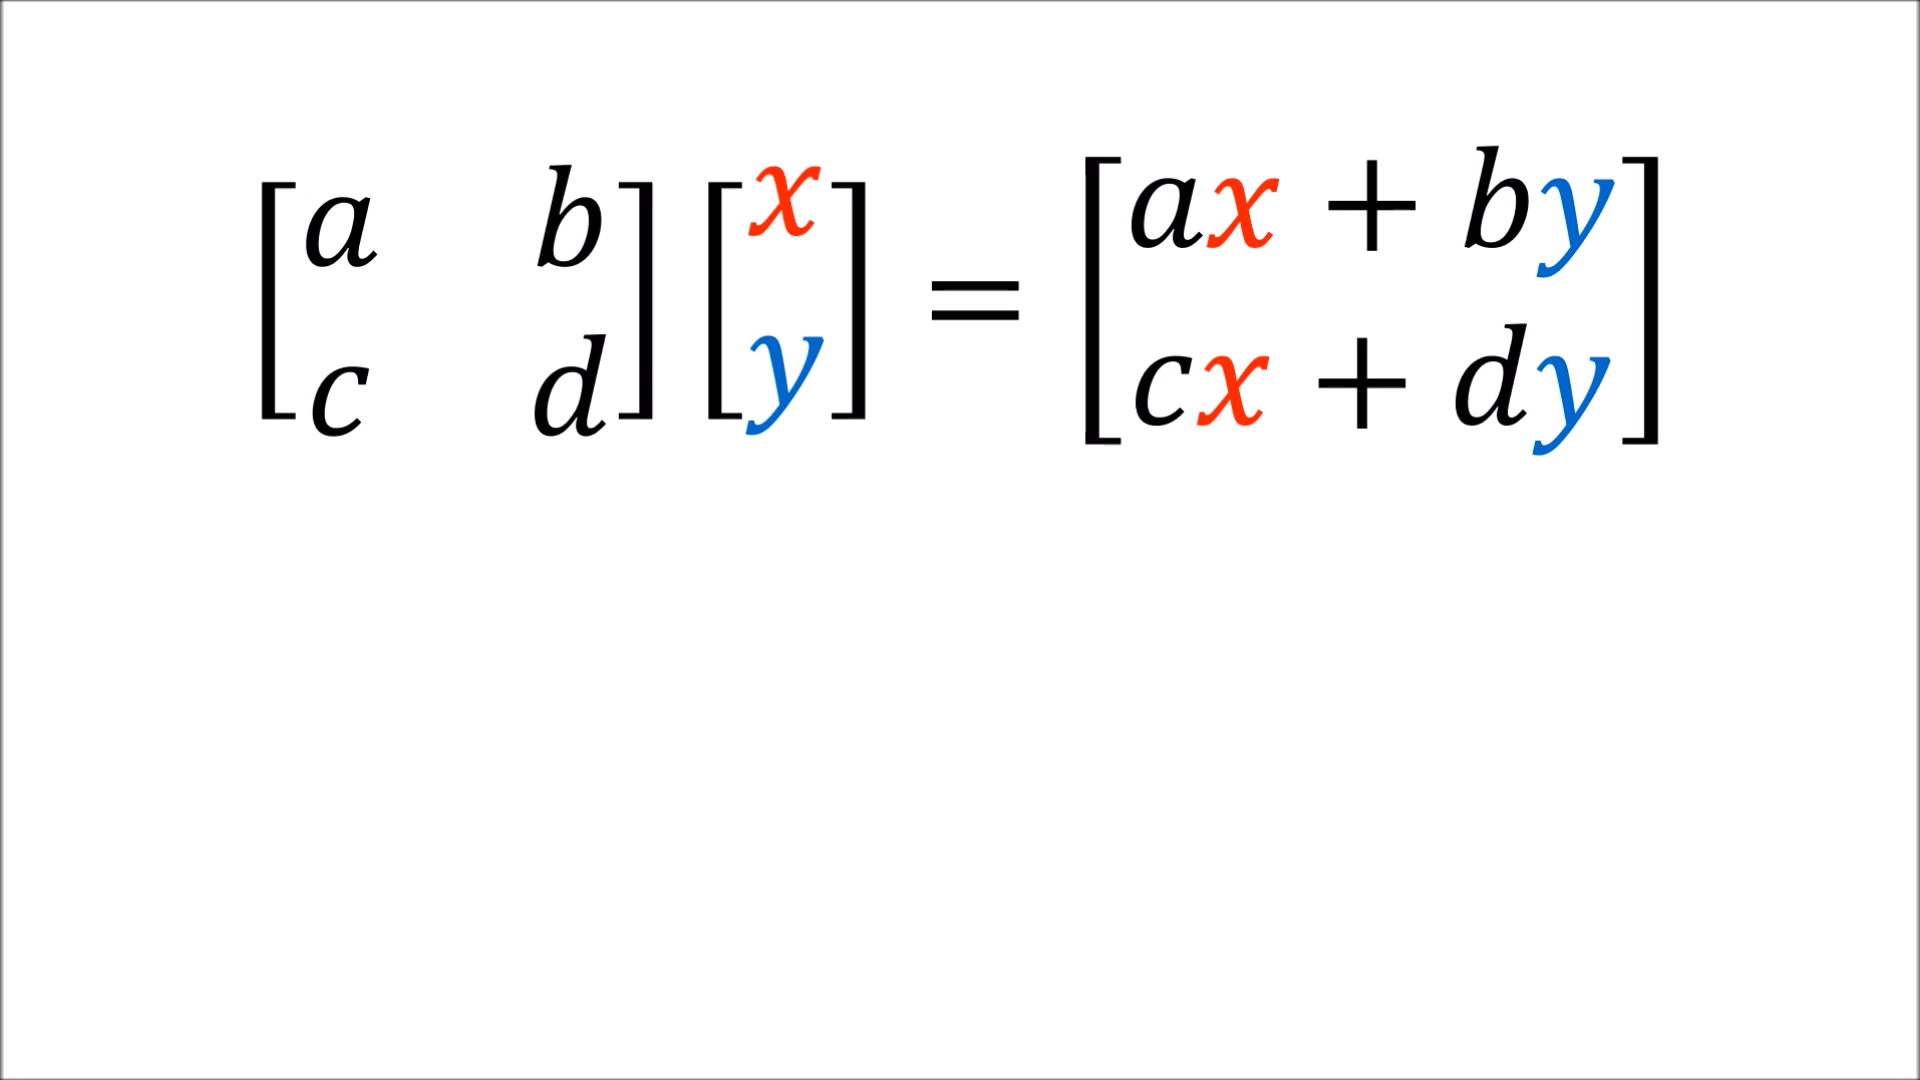 [a b] [x] = [ax + by]
[c d] [y] [cx + dy]